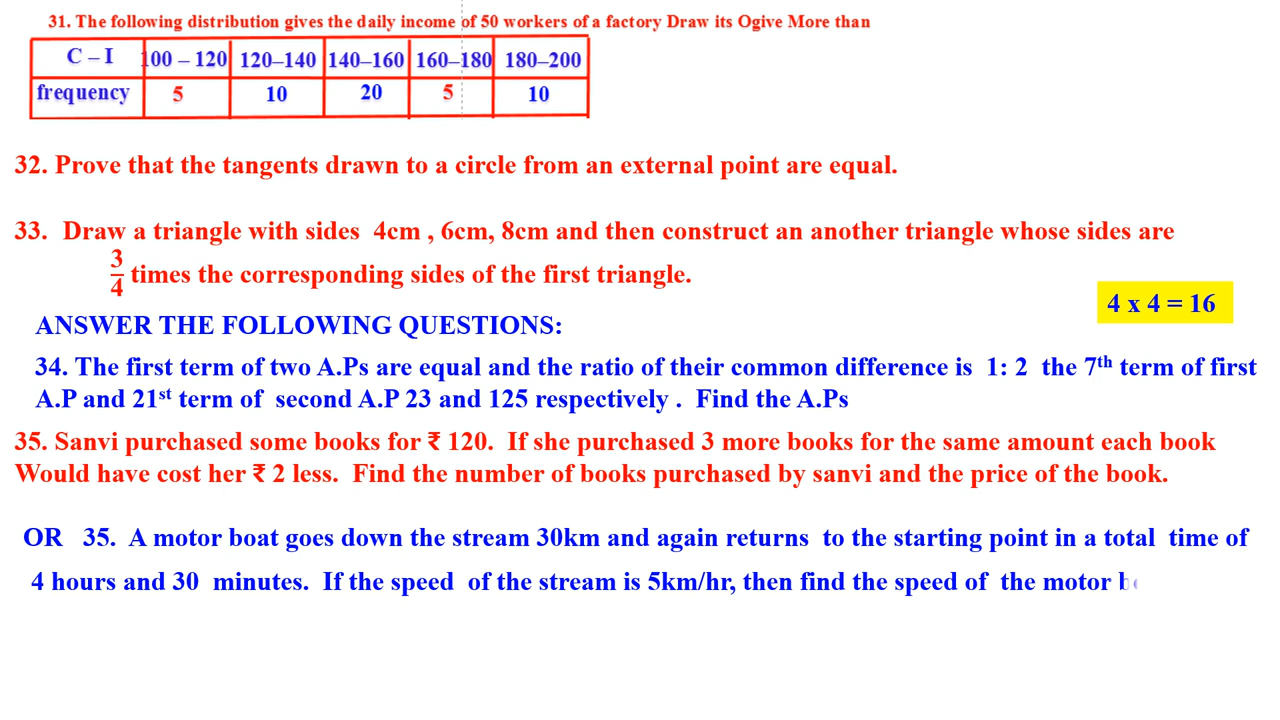 31. The following distribution gives the daily income of 50 workers of a factory Draw its Ogive More than
C – I 100 – 120 120–140 140–160 160–180 180–200
frequency 5 10 20 5 10
32. Prove that the tangents drawn to a circle from an external point are equal.
33. Draw a triangle with sides 4cm , 6cm, 8cm and then construct an another triangle whose sides are
3/4 times the corresponding sides of the first triangle.
4 x 4 = 16
ANSWER THE FOLLOWING QUESTIONS:
34. The first term of two A.Ps are equal and the ratio of their common difference is 1: 2 the 7th term of first
A.P and 21st term of second A.P 23 and 125 respectively . Find the A.Ps
35. Sanvi purchased some books for ₹ 120. If she purchased 3 more books for the same amount each book
Would have cost her ₹ 2 less. Find the number of books purchased by sanvi and the price of the book.
OR 35. A motor boat goes down the stream 30km and again returns to the starting point in a total time of
4 hours and 30 minutes. If the speed of the stream is 5km/hr, then find the speed of the motor